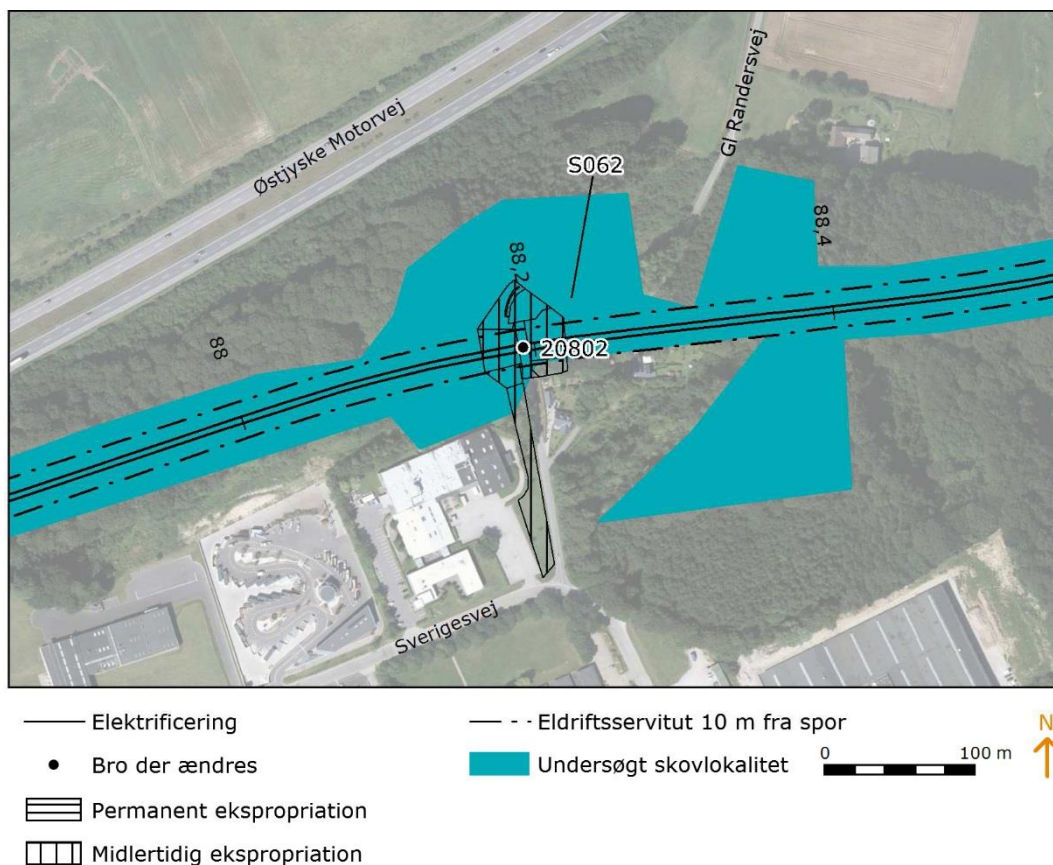 Østjyske Motorvej
Gl Randersvej
S062
88,2
88,4
88
20802
Sverigesvej
Elektrificering
Bro der ændres
Permanent ekspropriation
Midlertidig ekspropriation
Eldriftsservitut 10 m fra spor
Undersøgt skovlokalitet
0 100 m
N